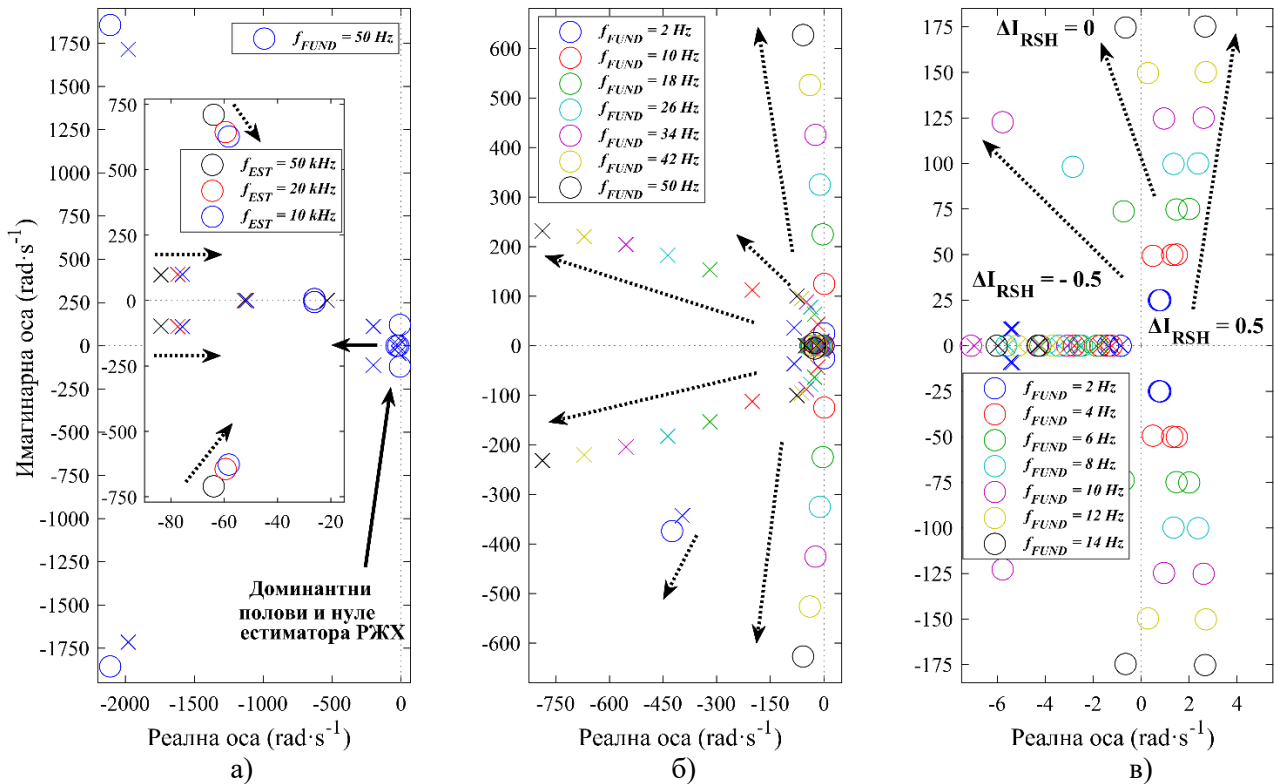 Имагинарна оса (rad·s⁻¹)
1750
1500
1250
1000
750
500
250
0
-250
-500
-750
-1000
-1250
-1500
-1750
f_FUND = 50 Hz
750
500
250
0
-250
-500
-750
-80 -60 -40 -20
f_EST = 50 kHz
f_EST = 20 kHz
f_EST = 10 kHz
Доминантни
полови и нуле
естиматора РЖХ
-2000 -1500 -1000 -500 0
Реална оса (rad·s⁻¹)
а)
600
500
400
300
200
100
0
-100
-200
-300
-400
-500
-600
f_FUND = 2 Hz
f_FUND = 10 Hz
f_FUND = 18 Hz
f_FUND = 26 Hz
f_FUND = 34 Hz
f_FUND = 42 Hz
f_FUND = 50 Hz
-750 -600 -450 -300 -150 0
Реална оса (rad·s⁻¹)
б)
175
150
125
100
75
50
25
0
-25
-50
-75
-100
-125
-150
-175
ΔI_RSH = 0
ΔI_RSH = - 0.5
ΔI_RSH = 0.5
f_FUND = 2 Hz
f_FUND = 4 Hz
f_FUND = 6 Hz
f_FUND = 8 Hz
f_FUND = 10 Hz
f_FUND = 12 Hz
f_FUND = 14 Hz
-6 -4 -2 0 2 4
Реална оса (rad·s⁻¹)
в)